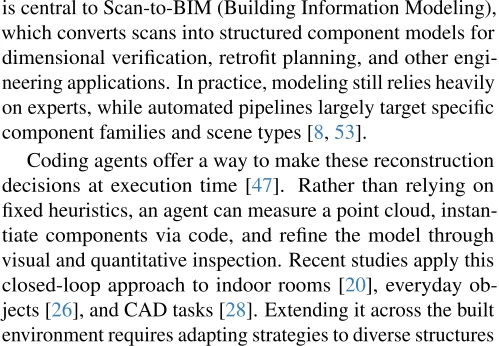 is central to Scan-to-BIM (Building Information Modeling),
which converts scans into structured component models for
dimensional verification, retrofit planning, and other engi-
neering applications. In practice, modeling still relies heavily
on experts, while automated pipelines largely target specific
component families and scene types [8, 53].
Coding agents offer a way to make these reconstruction
decisions at execution time [47]. Rather than relying on
fixed heuristics, an agent can measure a point cloud, instan-
tiate components via code, and refine the model through
visual and quantitative inspection. Recent studies apply this
closed-loop approach to indoor rooms [20], everyday ob-
jects [26], and CAD tasks [28]. Extending it across the built
environment requires adapting strategies to diverse structures